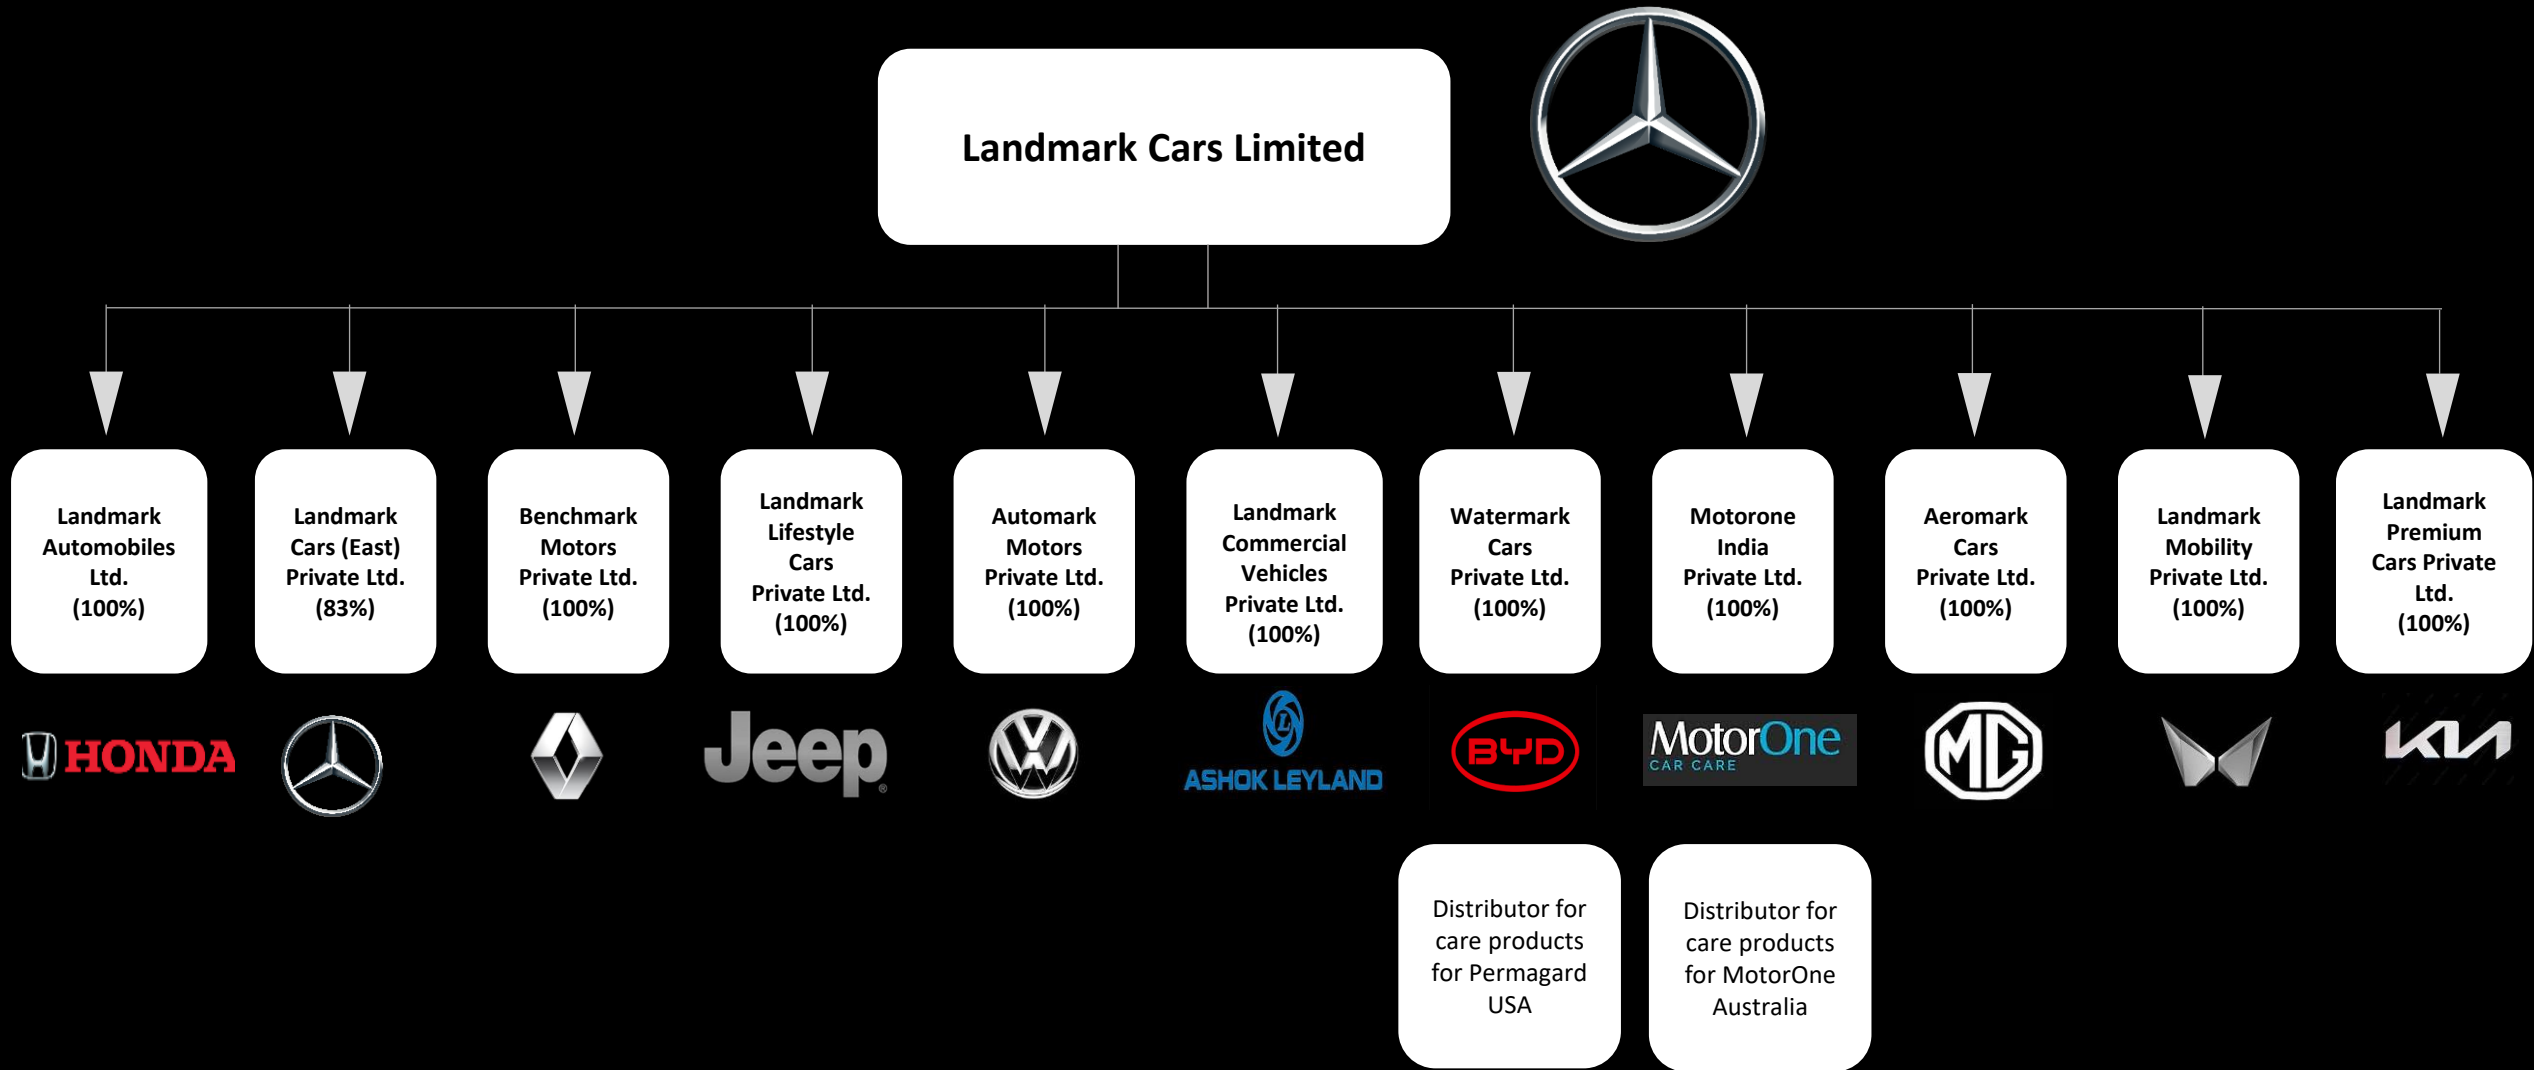 Landmark Cars Limited
Landmark
Automobiles
Ltd.
(100%)
Landmark
Cars (East)
Private Ltd.
(83%)
Benchmark
Motors
Private Ltd.
(100%)
Landmark
Lifestyle
Cars
Private Ltd.
(100%)
Automark
Motors
Private Ltd.
(100%)
Landmark
Commercial
Vehicles
Private Ltd.
(100%)
Watermark
Cars
Private Ltd.
(100%)
Motorone
India
Private Ltd.
(100%)
Aeromark
Cars
Private Ltd.
(100%)
Landmark
Mobility
Private Ltd.
(100%)
Landmark
Premium
Cars Private
Ltd.
(100%)
HONDA
Jeep®
VW
L
ASHOK LEYLAND
BYD
MotorOne
CAR CARE
MG
KIA
Distributor for
care products
for Permagard
USA
Distributor for
care products
for MotorOne
Australia